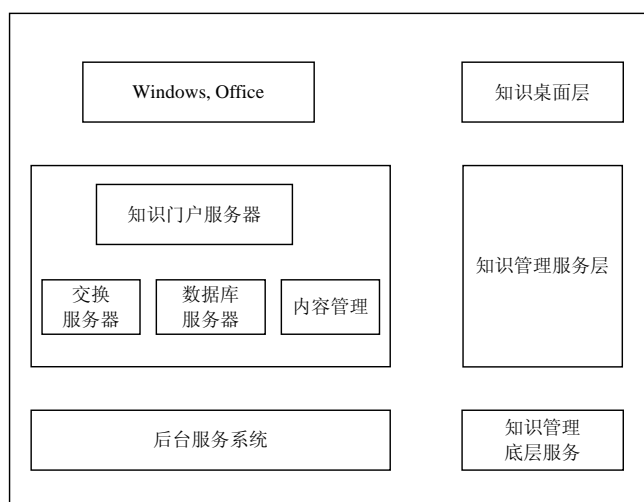 Windows, Office
知识桌面层
知识门户服务器
知识管理服务层
交换
服务器
数据库
服务器
内容管理
后台服务系统
知识管理
底层服务